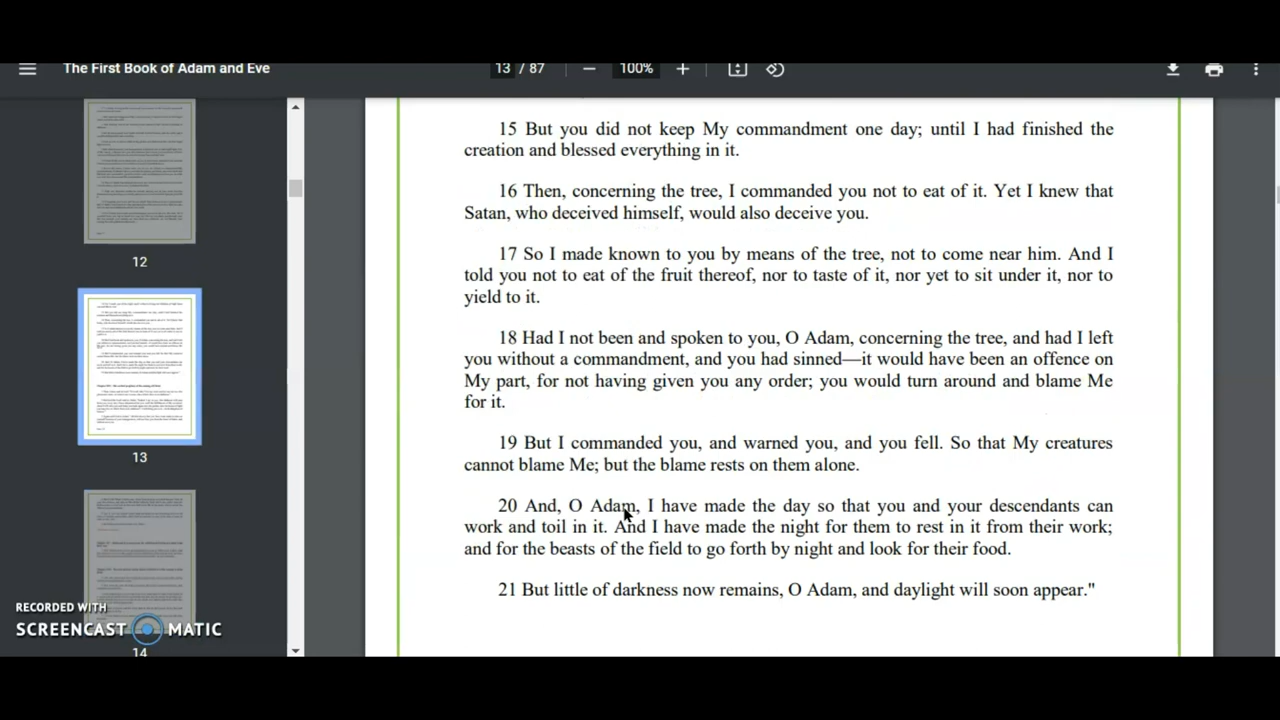 The First Book of Adam and Eve
13 / 87
100%
12
13
14
15 But you did not keep My commandment one day; until I had finished the
creation and blessed everything in it.
16 Then, concerning the tree, I commanded you not to eat of it. Yet I knew that
Satan, who deceived himself, would also deceive you.
17 So I made known to you by means of the tree, not to come near him. And I
told you not to eat of the fruit thereof, nor to taste of it, nor yet to sit under it, nor to
yield to it.
18 Had I not been and spoken to you, O Adam, concerning the tree, and had I left
you without a commandment, and you had sinned—it would have been an offence on
My part, for not having given you any order; you would turn around and blame Me
for it.
19 But I commanded you, and warned you, and you fell. So that My creatures
cannot blame Me; but the blame rests on them alone.
20 And, O Adam, I have made the day so that you and your descendants can
work and toil in it. And I have made the night for them to rest in it from their work;
and for the beasts of the field to go forth by night and look for their food.
21 But little of darkness now remains, O Adam, and daylight will soon appear."
RECORDED WITH
SCREENCAST MATIC